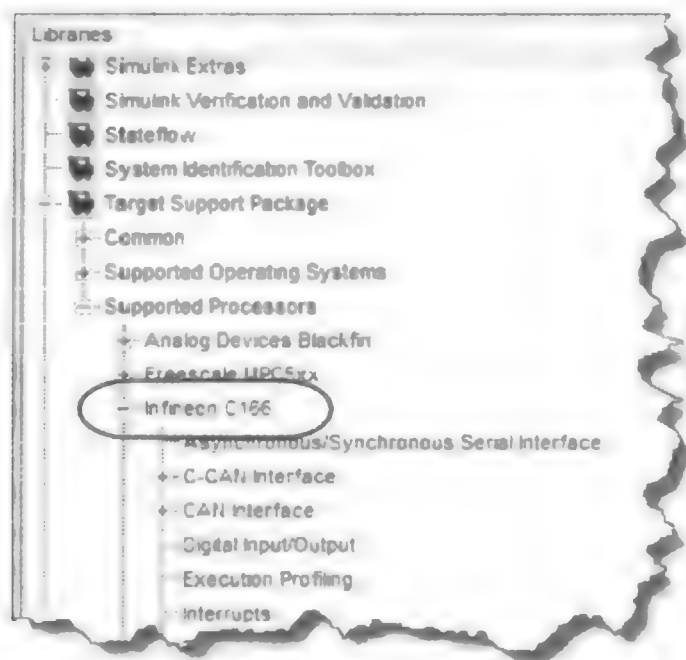 Libraries
Simulink Extras
Simulink Verification and Validation
Stateflow
System Identification Toolbox
Target Support Package
Common
Supported Operating Systems
Supported Processors
Analog Devices Blackfin
Freescale MPC5xx
Infineon C166
Asynchronous/Synchronous Serial Interface
C-CAN Interface
CAN Interface
Digital Input/Output
Execution Profiling
Interrupts